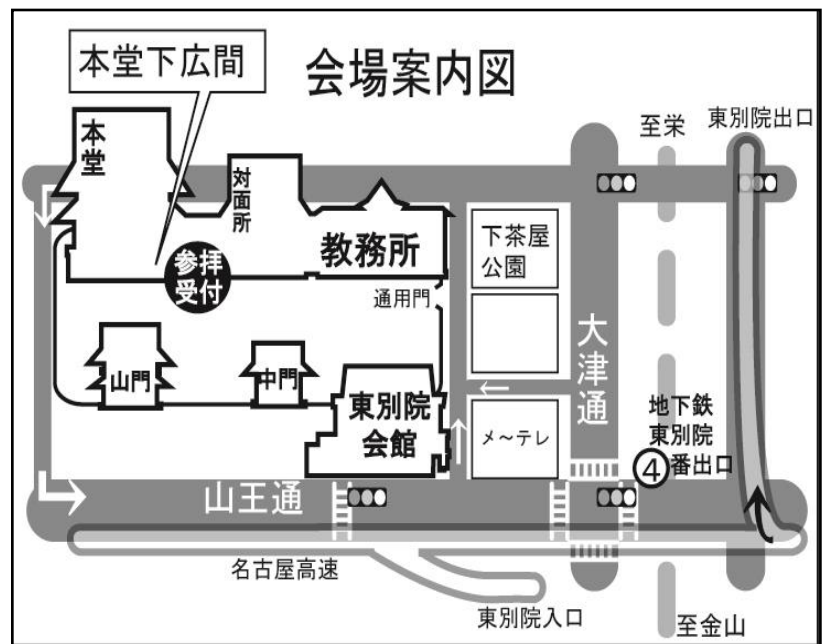 会場案内図
本堂下広間
本堂
対面所
教務所
参拝
受付
通用門
山門
中門
東別院
会館
下茶屋
公園
メ～テレ
大津通
至栄
東別院出口
地下鉄
東別院
④番出口
山王通
名古屋高速
東別院入口
至金山